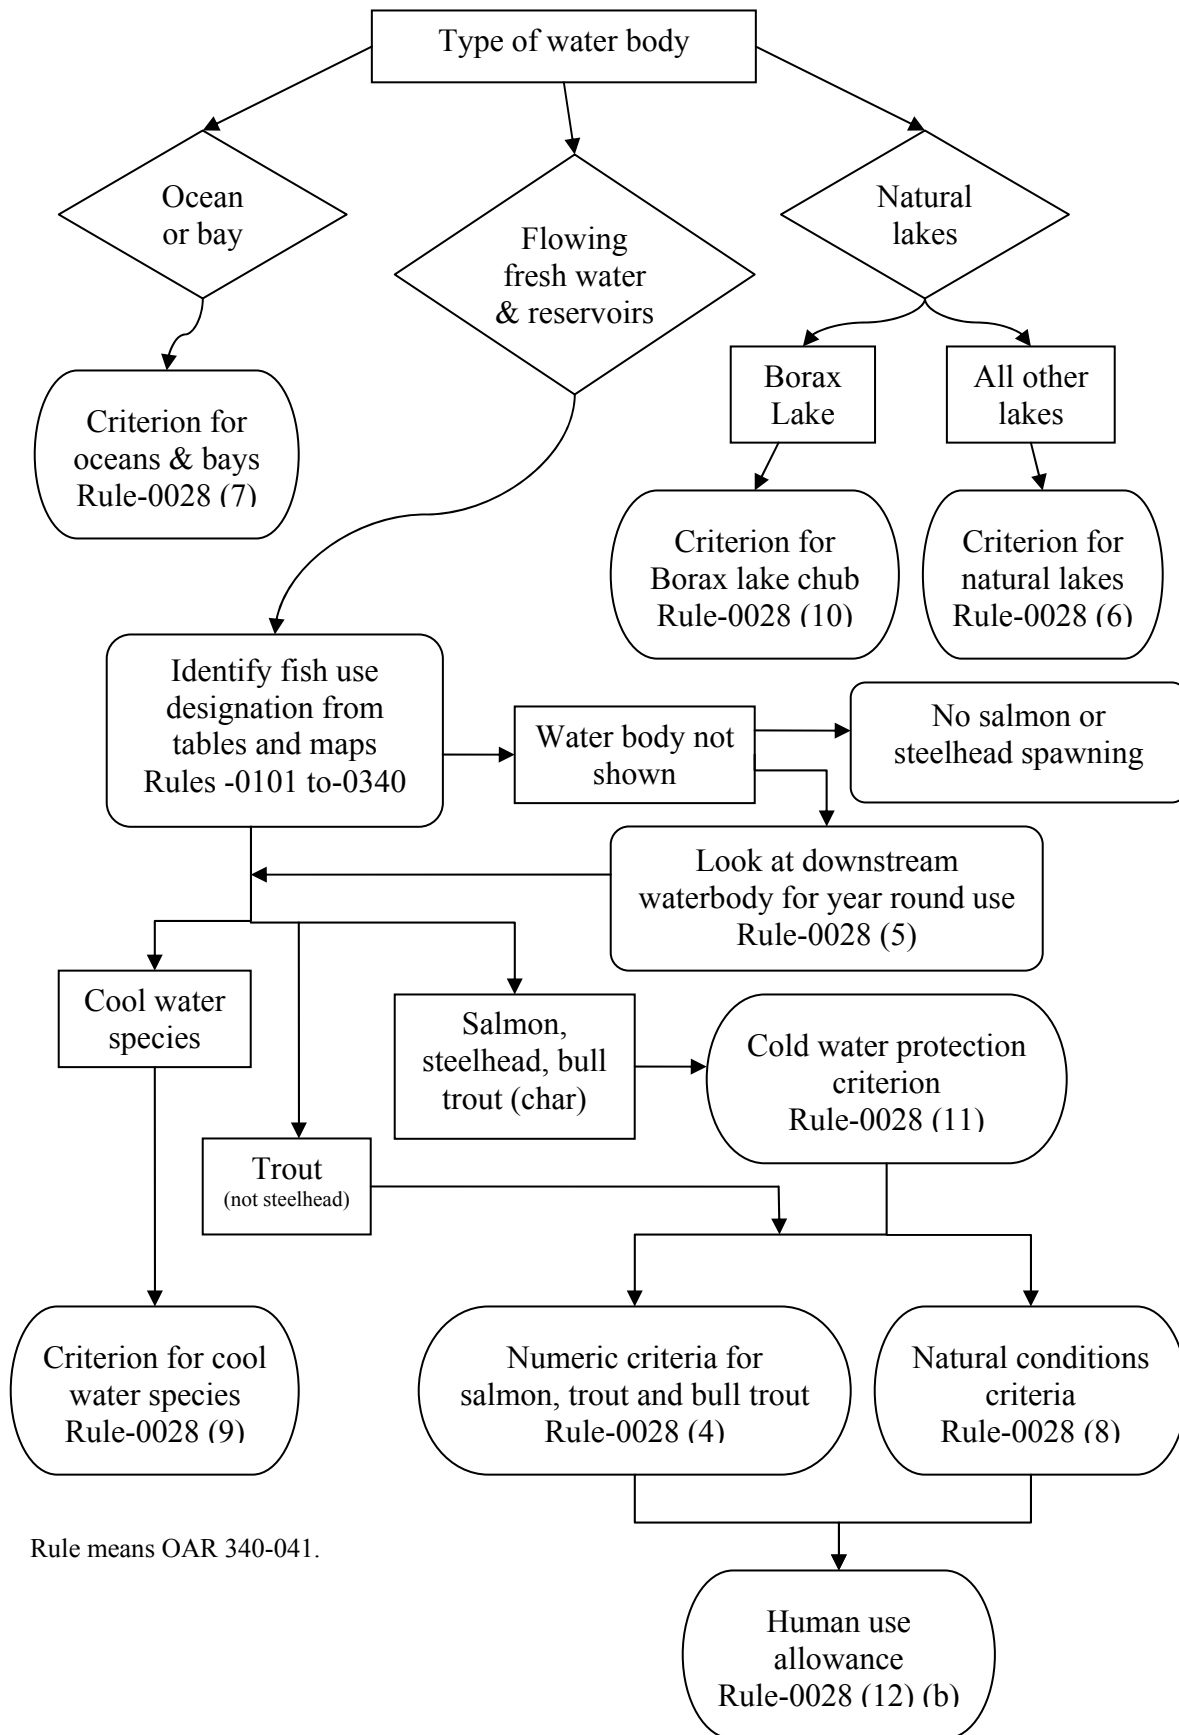 Type of water body
Ocean
or bay
Flowing
fresh water
& reservoirs
Natural
lakes
Borax
Lake
All other
lakes
Criterion for
oceans & bays
Rule-0028 (7)
Criterion for
Borax lake chub
Rule-0028 (10)
Criterion for
natural lakes
Rule-0028 (6)
Identify fish use
designation from
tables and maps
Rules -0101 to-0340
Water body not
shown
No salmon or
steelhead spawning
Look at downstream
waterbody for year round use
Rule-0028 (5)
Cool water
species
Salmon,
steelhead, bull
trout (char)
Cold water protection
criterion
Rule-0028 (11)
Trout
(not steelhead)
Criterion for cool
water species
Rule-0028 (9)
Numeric criteria for
salmon, trout and bull trout
Rule-0028 (4)
Natural conditions
criteria
Rule-0028 (8)
Rule means OAR 340-041.
Human use
allowance
Rule-0028 (12) (b)